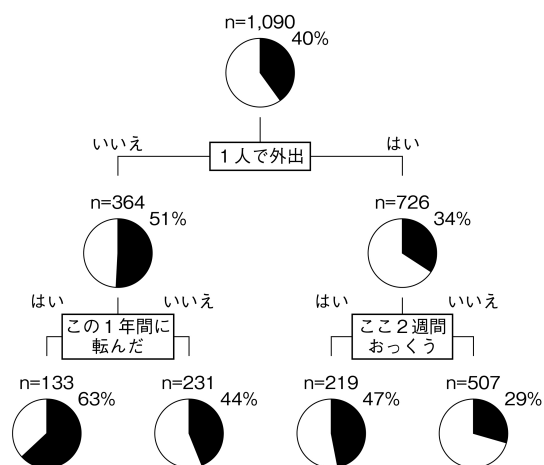 n=1,090
40%
いいえ
1人で外出
はい
n=364
51%
n=726
34%
はい
この1年間に
転んだ
いいえ
はい
ここ2週間
おっくう
いいえ
n=133
63%
n=231
44%
n=219
47%
n=507
29%